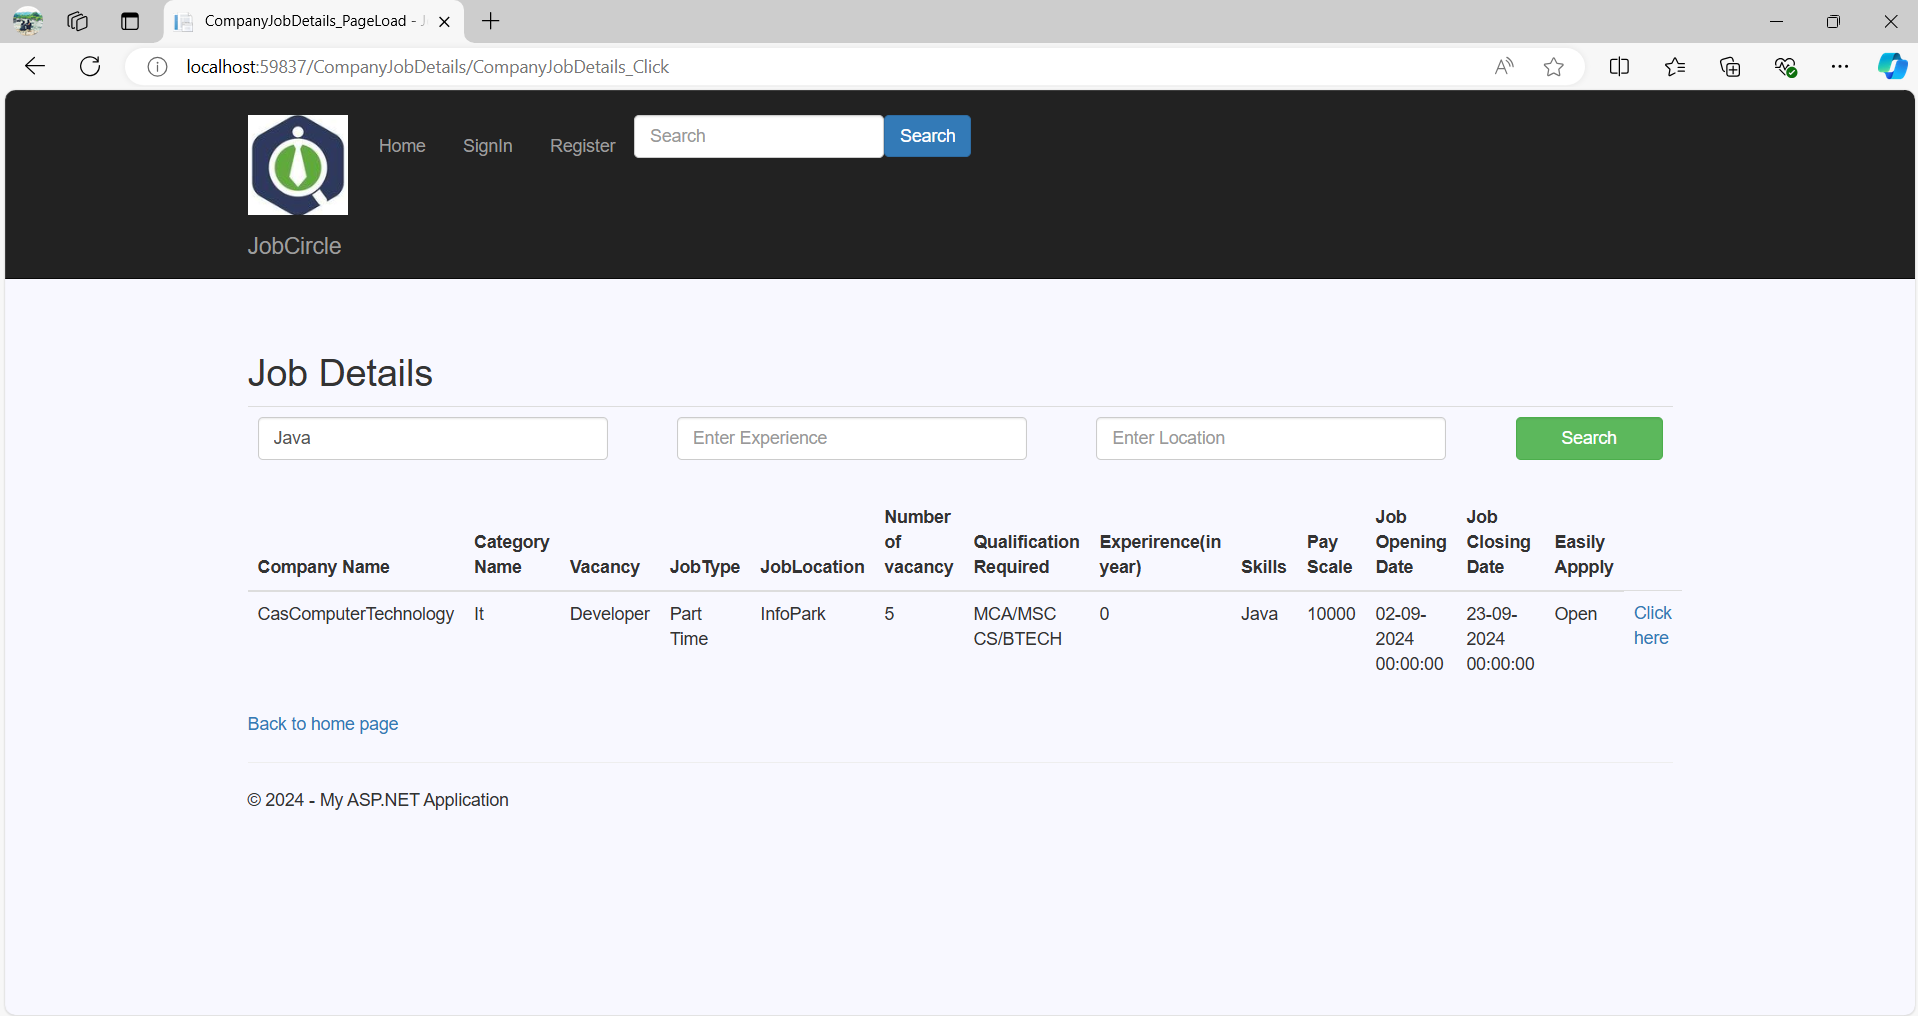 CompanyJobDetails_PageLoad - J
localhost:59837/CompanyJobDetails/CompanyJobDetails_Click
Home SignIn Register Search Search
JobCircle
Job Details
Java Enter Experience Enter Location Search
Company Name Category Name Vacancy JobType JobLocation Number of vacancy Qualification Required Experirence(in year) Skills Pay Scale Job Opening Date Job Closing Date Easily Appply
CasComputerTechnology It Developer Part Time InfoPark 5 MCA/MSC CS/BTECH 0 Java 10000 02-09-2024 00:00:00 23-09-2024 00:00:00 Open Click here
Back to home page
© 2024 - My ASP.NET Application